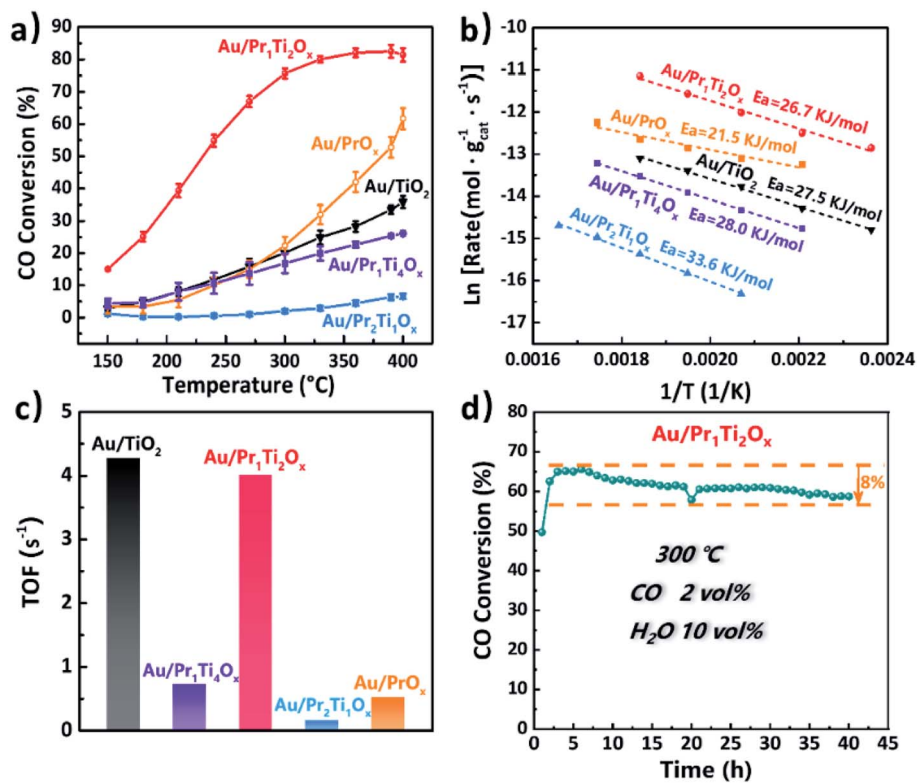 a)
CO Conversion (%)
90
80
70
60
50
40
30
20
10
0
Au/Pr₁Ti₂Oₓ
Au/PrOₓ
Au/TiO₂
Au/Pr₁Ti₄Oₓ
Au/Pr₂Ti₁Oₓ
150 200 250 300 350 400
Temperature (°C)
b)
Ln [Rate(mol · g⁻¹cat · s⁻¹)]
-10
-11
-12
-13
-14
-15
-16
-17
Au/Pr₁Ti₂Oₓ Ea=26.7 KJ/mol
Au/PrOₓ Ea=21.5 KJ/mol
Au/TiO₂ Ea=27.5 KJ/mol
Au/Pr₁Ti₄Oₓ Ea=28.0 KJ/mol
Au/Pr₂Ti₁Oₓ Ea=33.6 KJ/mol
0.0016 0.0018 0.0020 0.0022 0.0024
1/T (1/K)
c)
TOF (s⁻¹)
5
4
3
2
1
0
Au/TiO₂
Au/Pr₁Ti₄Oₓ
Au/Pr₁Ti₂Oₓ
Au/Pr₂Ti₁Oₓ
Au/PrOₓ
d)
CO Conversion (%)
80
70
60
50
40
30
20
10
0
Au/Pr₁Ti₂Oₓ
8%
300 ℃
CO 2 vol%
H₂O 10 vol%
0 5 10 15 20 25 30 35 40 45
Time (h)